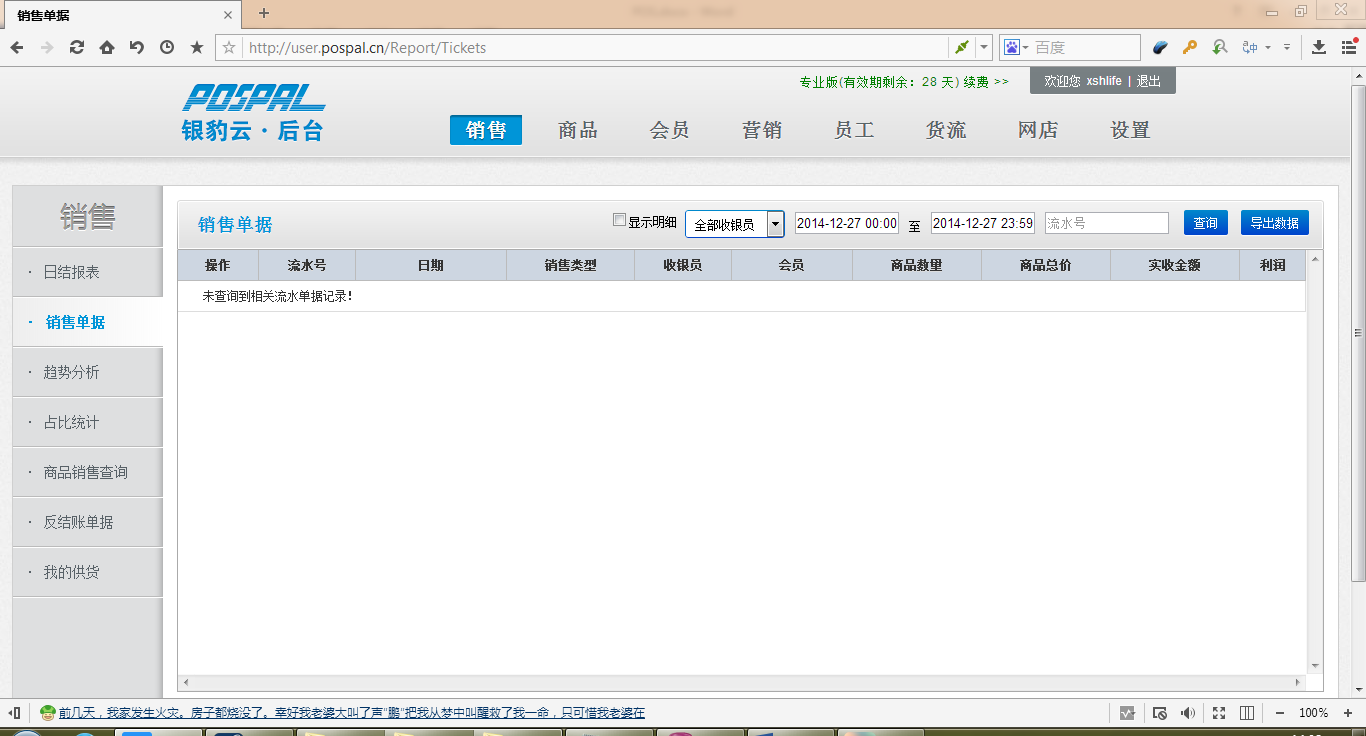 销售单据
http://user.pospal.cn/Report/Tickets
百度
专业版(有效期剩余：28 天) 续费 >>
欢迎您 xshlife | 退出
POSPAL
银豹云·后台
销售 商品 会员 营销 员工 货流 网店 设置
销售
· 日结报表
· 销售单据
· 趋势分析
· 占比统计
· 商品销售查询
· 反结账单据
· 我的供货
销售单据
显示明细 全部收银员 2014-12-27 00:00 至 2014-12-27 23:59 流水号 查询 导出数据
操作 流水号 日期 销售类型 收银员 会员 商品数量 商品总价 实收金额 利润
未查询到相关流水单据记录!
前几天，我家发生火灾。房子都烧没了。幸好我老婆大叫了声"鹏"把我从梦中叫醒救了我一命，只可惜我老婆在
100%